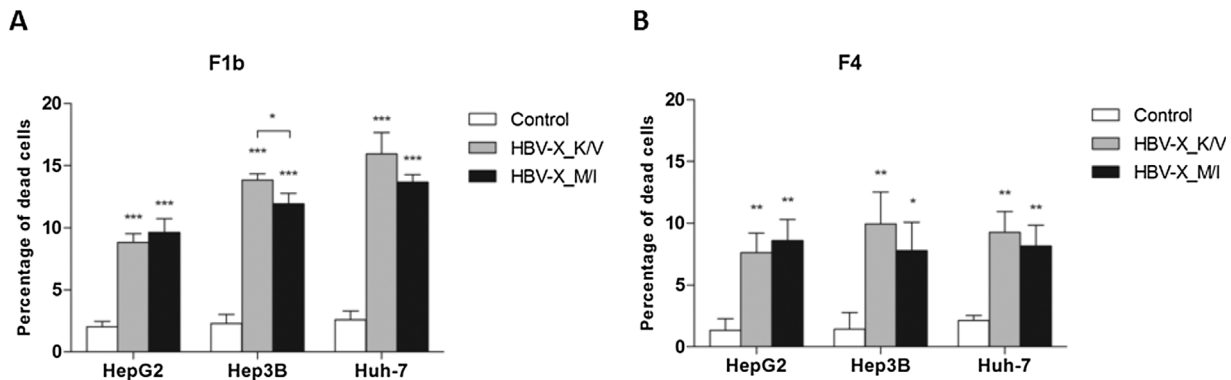 A
F1b
Percentage of dead cells
20
15
10
5
0
***
***
***
***
*
***
***
HepG2
Hep3B
Huh-7
Control
HBV-X_K/V
HBV-X_M/I
B
F4
Percentage of dead cells
20
15
10
5
0
**
**
**
*
**
**
HepG2
Hep3B
Huh-7
Control
HBV-X_K/V
HBV-X_M/I